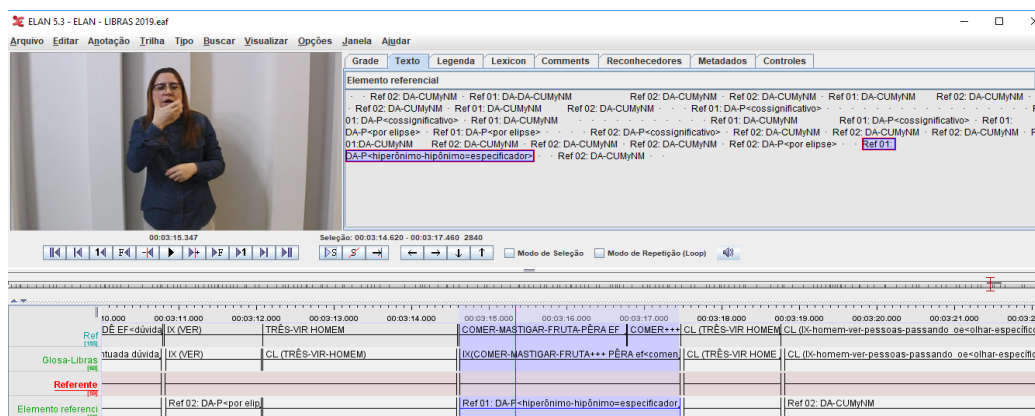 ELAN 5.3 - ELAN - LIBRAS 2019.eaf
Arquivo Editar Anotação Trilha Tipo Buscar Visualizar Opções Janela Ajudar
Grade Texto Legenda Lexicon Comments Reconhecedores Metadados Controles
Elemento referencial
· · Ref 02: DA-CUMyNM · Ref 01: DA-DA-CUMyNM Ref 02: DA-CUMyNM · Ref 02: DA-CUMyNM · Ref 01: DA-CUMyNM Ref 02: DA-CUMyNM ·
· Ref 02: DA-CUMyNM · Ref 01: DA-CUMyNM Ref 02: DA-CUMyNM · · · Ref 01: DA-P<cossignificativo> ·
01: DA-P<cossignificativo> · Ref 01: DA-CUMyNM · Ref 01: DA-CUMyNM Ref 01: DA-P<cossignificativo> · Ref 01:
DA-P<por elipse> · Ref 01: DA-P<por elipse> · · · · Ref 02: DA-P<cossignificativo> · Ref 02: DA-CUMyNM · Ref 02: DA-CUMyNM · Ref 02: DA-CUMyNM ·
01:DA-CUMyNM Ref 02: DA-CUMyNM · Ref 02: DA-CUMyNM · Ref 02: DA-CUMyNM · Ref 02: DA-P<por elipse> · · Ref 01:
DA-P<hiperônimo-hipônimo=especificador> · · Ref 02: DA-CUMyNM · ·
00:03:15.347
Seleção: 00:03:14.620 - 00:03:17.460 2840
Modo de Seleção Modo de Repetição (Loop)
10.000 00:03:11.000 00:03:12.000 00:03:13.000 00:03:14.000 00:03:15.000 00:03:16.000 00:03:17.000 00:03:18.000 00:03:19.000 00:03:20.000 00:03:21.000 00:03:2
Ref DÊ EF<dúvida IX (VER) TRÊS-VIR HOMEM COMER-MASTIGAR-FRUTA-PÊRA EF COMER+++ CL (TRÊS-VIR HOMEM CL (IX-homem-ver-pessoas-passando oe<olhar-específic
Glosa-Libras ntuada dúvida IX (VER) CL (TRÊS-VIR-HOMEM) IX(COMER-MASTIGAR-FRUTA+++ PÊRA ef<comen CL (TRÊS-VIR HOME CL (IX-homem-ver-pessoas-passando oe<olhar-específico
[60]
Referente
Elemento referenci Ref 02: DA-P<por elip Ref 01: DA-P<hiperônimo-hipônimo=especificador Ref 02: DA-CUMyNM